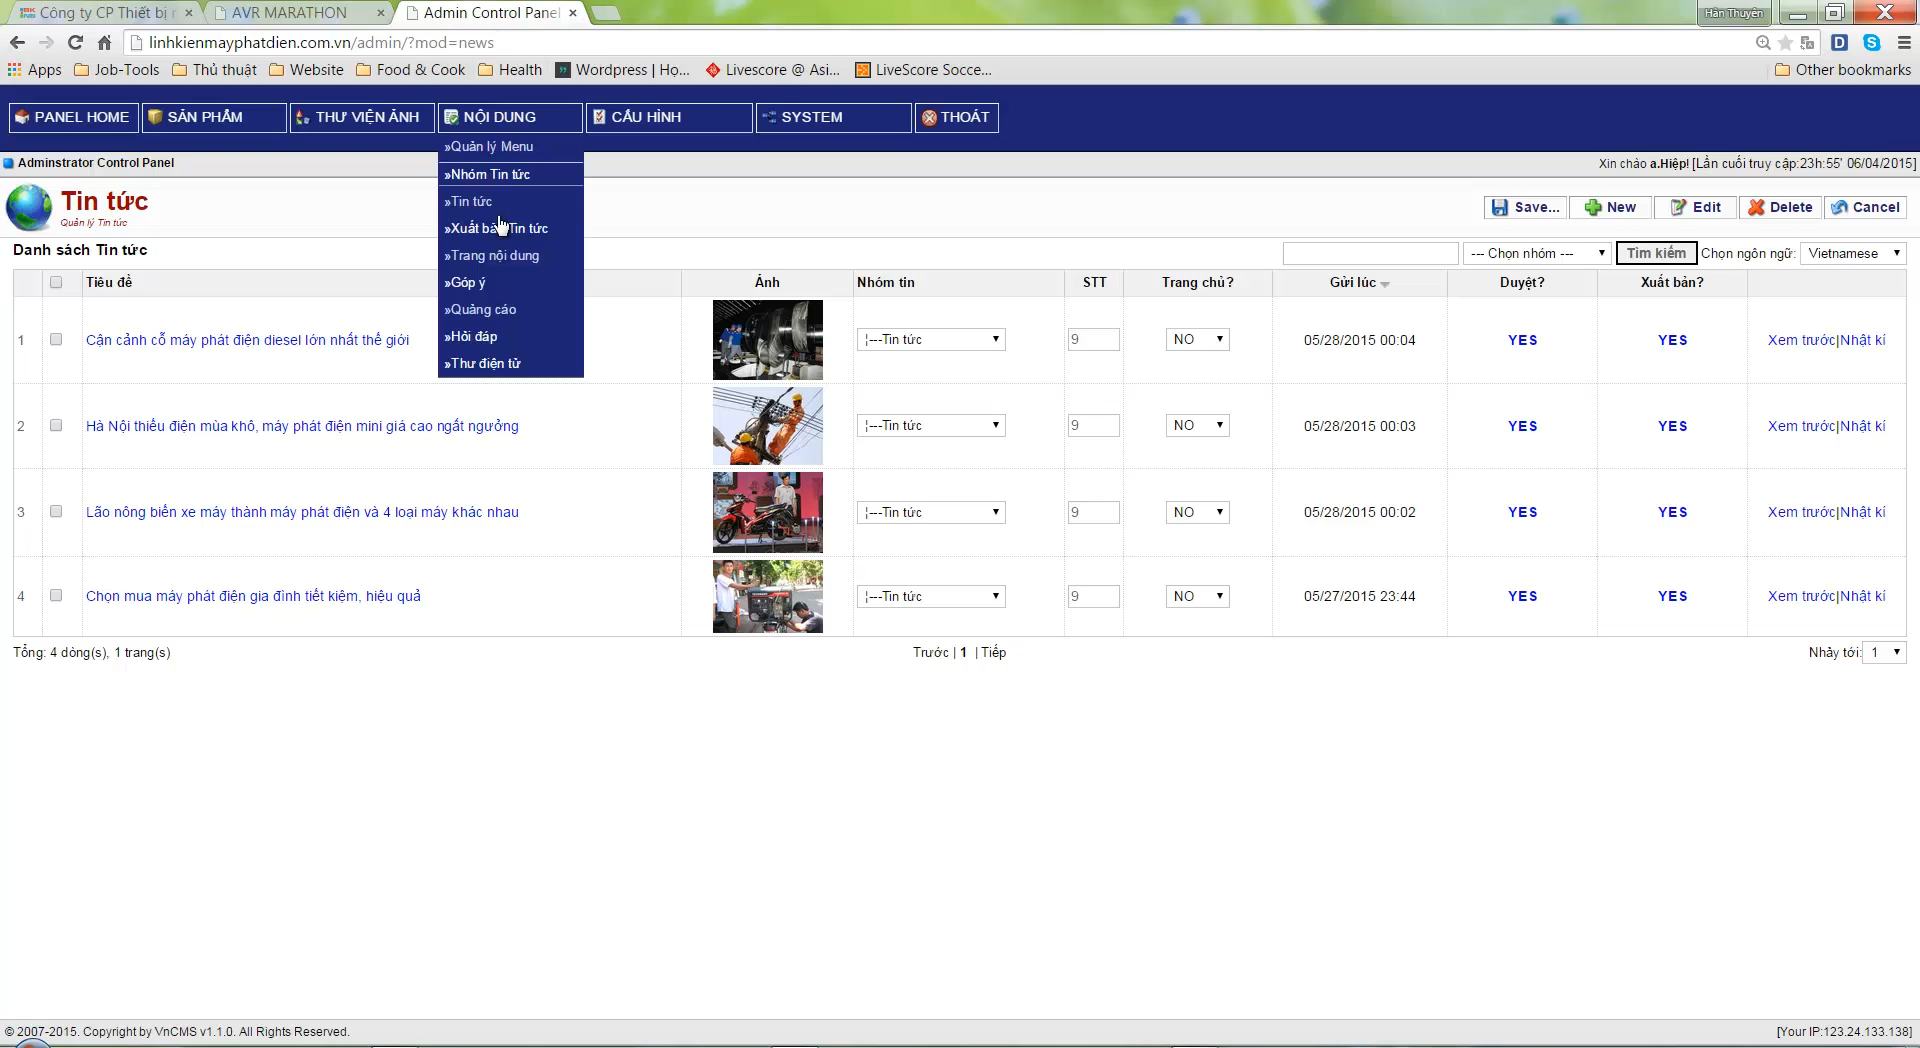 Công ty CP Thiết bị
AVR MARATHON
Admin Control Panel
Hàn Thuyên
linhkienmayphatdien.com.vn/admin/?mod=news
Apps
Job-Tools
Thủ thuật
Website
Food & Cook
Health
Wordpress | Họ...
Livescore @ Asi...
LiveScore Socce...
Other bookmarks
PANEL HOME
SẢN PHẨM
THƯ VIỆN ẢNH
NỘI DUNG
CẤU HÌNH
SYSTEM
THOÁT
»Quản lý Menu
»Nhóm Tin tức
»Tin tức
»Xuất bản Tin tức
»Trang nội dung
»Góp ý
»Quảng cáo
»Hỏi đáp
»Thư điện tử
Adminstrator Control Panel
Xin chào a.Hiệp! [Lần cuối truy cập:23h:55' 06/04/2015]
Tin tức
Quản lý Tin tức
Save...
New
Edit
Delete
Cancel
Danh sách Tin tức
--- Chọn nhóm ---
Tìm kiếm
Chọn ngôn ngữ:
Vietnamese
Tiêu đề
Ảnh
Nhóm tin
STT
Trang chủ?
Gửi lúc
Duyệt?
Xuất bản?
1 Cận cảnh cỗ máy phát điện diesel lớn nhất thế giới ¦---Tin tức 9 NO 05/28/2015 00:04 YES YES Xem trước|Nhật kí
2 Hà Nội thiếu điện mùa khô, máy phát điện mini giá cao ngất ngưởng ¦---Tin tức 9 NO 05/28/2015 00:03 YES YES Xem trước|Nhật kí
3 Lão nông biến xe máy thành máy phát điện và 4 loại máy khác nhau ¦---Tin tức 9 NO 05/28/2015 00:02 YES YES Xem trước|Nhật kí
4 Chọn mua máy phát điện gia đình tiết kiệm, hiệu quả ¦---Tin tức 9 NO 05/27/2015 23:44 YES YES Xem trước|Nhật kí
Tổng: 4 dòng(s), 1 trang(s)
Trước | 1 | Tiếp
Nhảy tới: 1
© 2007-2015. Copyright by VnCMS v1.1.0. All Rights Reserved.
[Your IP:123.24.133.138]